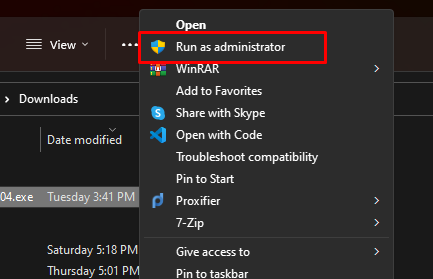 Open
View
Run as administrator
WinRAR
Add to Favorites
Downloads
Share with Skype
Open with Code
Date modified
Troubleshoot compatibility
Pin to Start
04.exe Tuesday 3:41 PM
Proxifier
7-Zip
Saturday 5:18 PM
Give access to
Thursday 5:01 PM
Pin to taskbar